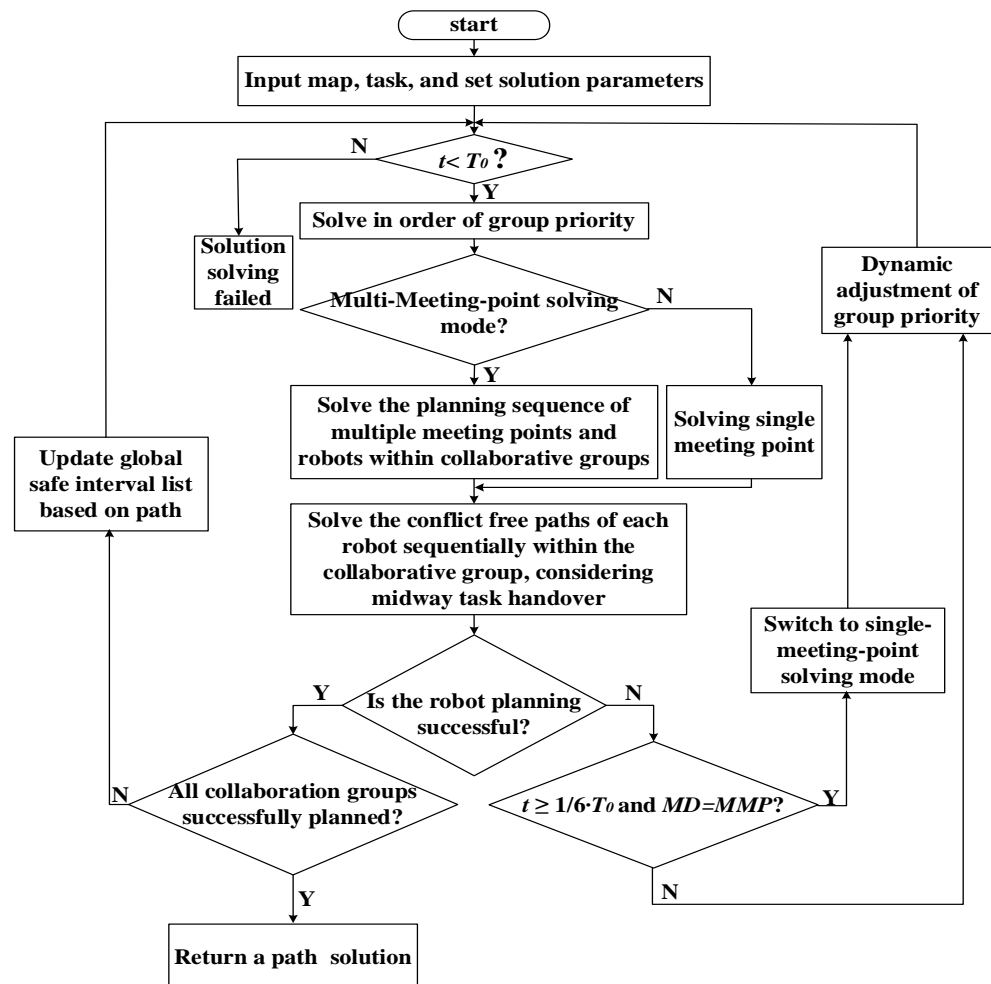 start
Input map, task, and set solution parameters
N
t< T₀ ?
Y
Solve in order of group priority
Solution
solving
failed
Dynamic
adjustment of
group priority
Multi-Meeting-point solving
mode?
N
Y
Solve the planning sequence of
multiple meeting points and
robots within collaborative groups
Solving single
meeting point
Update global
safe interval list
based on path
Solve the conflict free paths of each
robot sequentially within the
collaborative group, considering
midway task handover
Switch to single-
meeting-point
solving mode
Y
Is the robot planning
successful?
N
N
All collaboration groups
successfully planned?
t ≥ 1/6·T₀ and MD=MMP?
Y
Y
N
Return a path solution